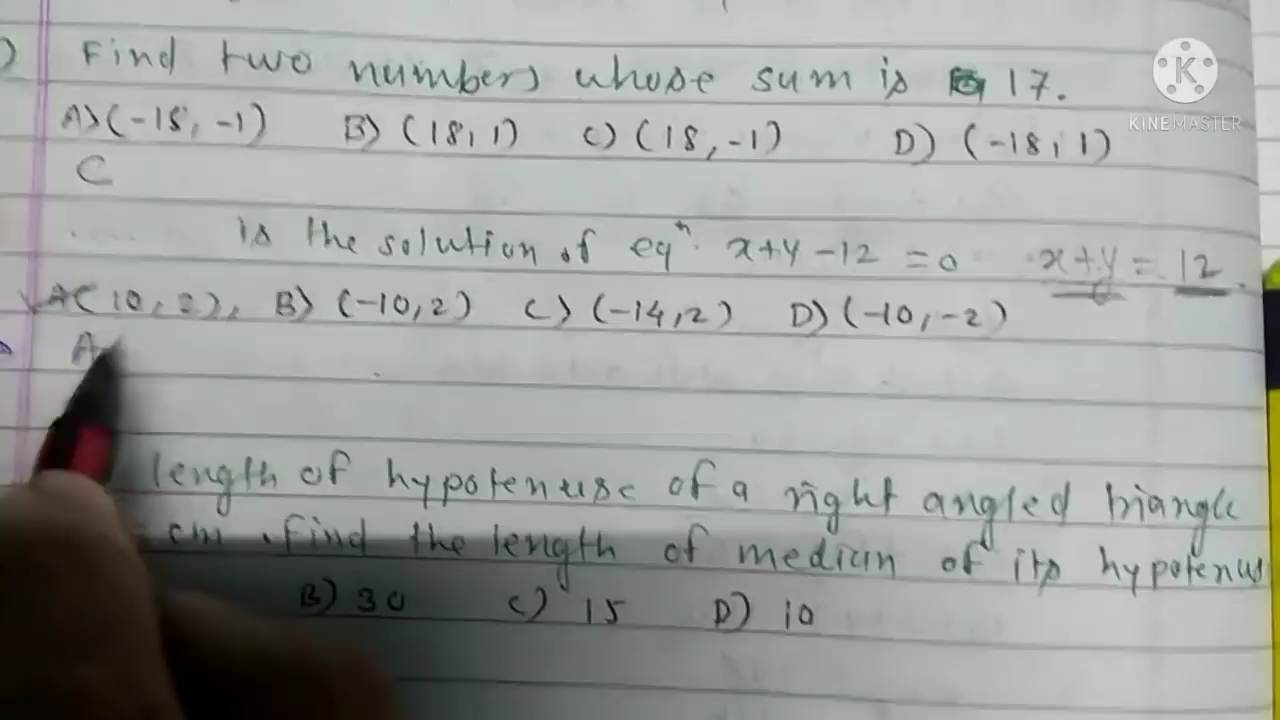 ) Find two numbers whose sum is 17.
A) (-18, -1) B) (18, 1) C) (18, -1) D) (-18, 1)
C
is the solution of eqn. x+y-12 = 0 x+y = 12.
A( 10, 2), B) (-10, 2) C) (-14, 2) D) (-10, -2)
A
length of hypotenuse of a right angled triangle
cm. Find the length of median of its hypotenus
B) 30 C) 15 D) 10
K
KINEMASTER